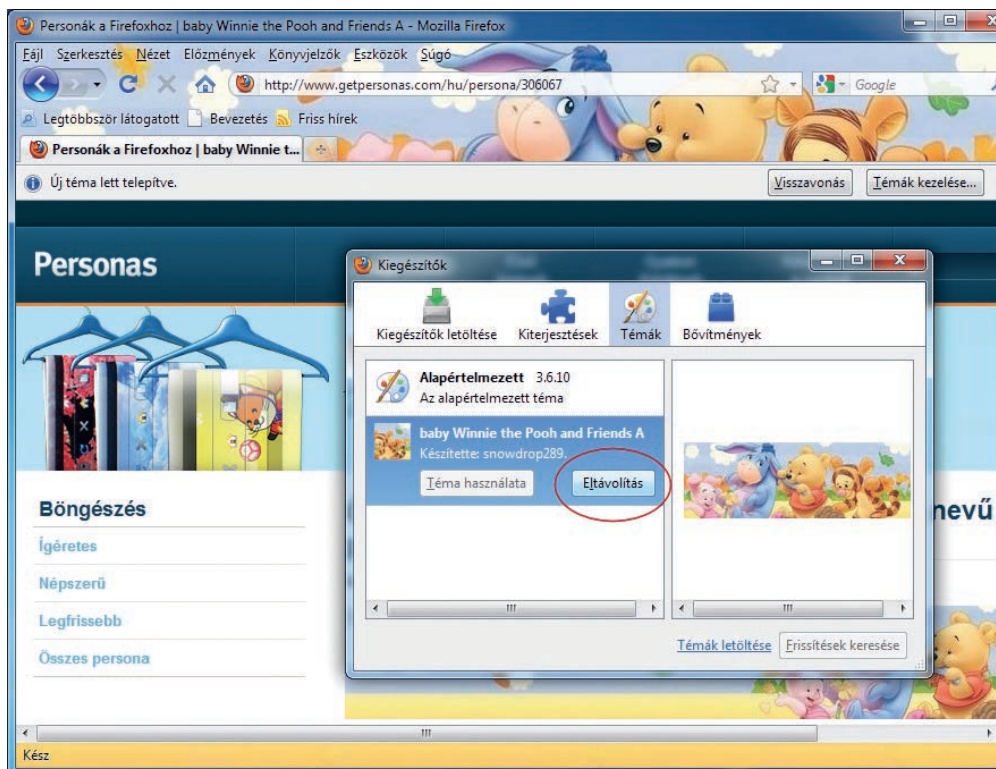 Personák a Firefoxhoz | baby Winnie the Pooh and Friends A - Mozilla Firefox
Fájl Szerkesztés Nézet Előzmények Könyvjelzők Eszközök Súgó
http://www.getpersonas.com/hu/persona/306067 Google
Legtöbbször látogatott Bevezetés Friss hírek
Personák a Firefoxhoz | baby Winnie t...
Új téma lett telepítve. Visszavonás Témák kezelése...
Personas
Kiegészítők
Kiegészítők letöltése Kiterjesztések Témák Bővítmények
Alapértelmezett 3.6.10
Az alapértelmezett téma
baby Winnie the Pooh and Friends A
Készítette: snowdrop289.
Téma használata Eltávolítás
Témák letöltése Frissítések keresése
Böngészés
Ígéretes
Népszerű
Legfrissebb
Összes persona
nevű
Kész